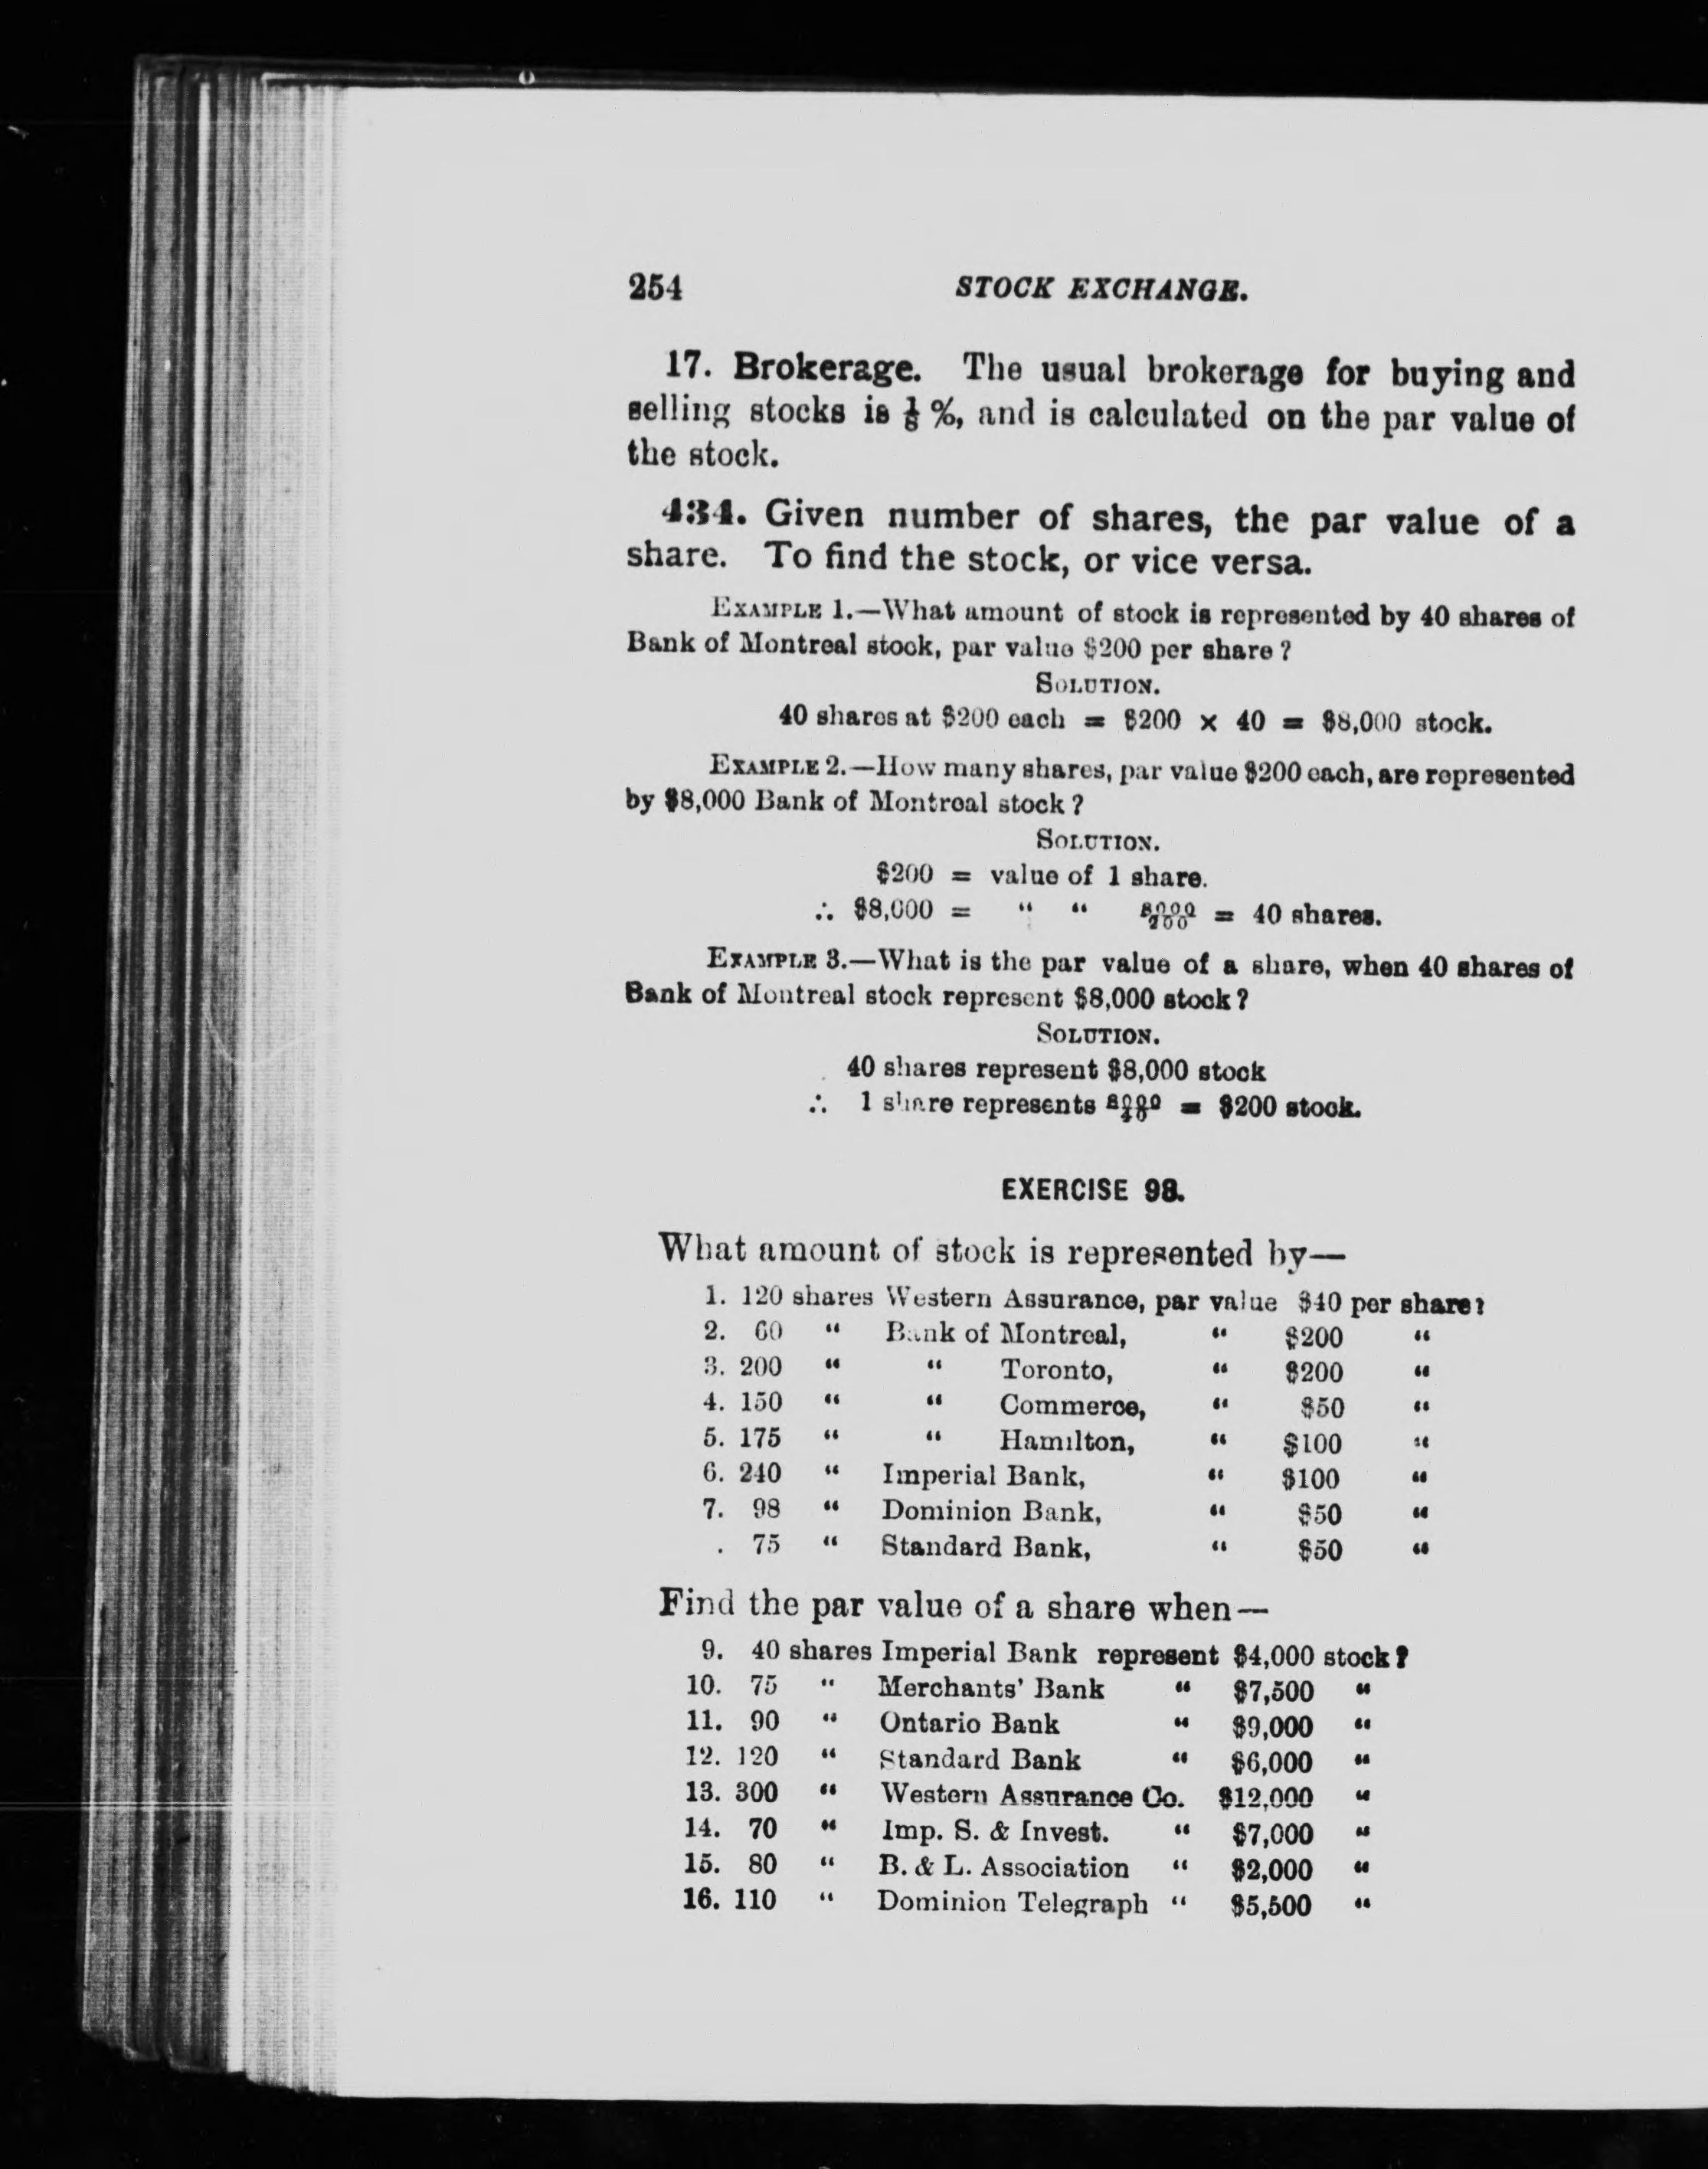 254 STOCK EXCHANGE.
17. Brokerage. The usual brokerage for buying and
selling stocks is ⅛ %, and is calculated on the par value of
the stock.
434. Given number of shares, the par value of a
share. To find the stock, or vice versa.
EXAMPLE 1.—What amount of stock is represented by 40 shares of
Bank of Montreal stock, par value $200 per share ?
SOLUTION.
40 shares at $200 each = $200 × 40 = $8,000 stock.
EXAMPLE 2.—How many shares, par value $200 each, are represented
by $8,000 Bank of Montreal stock ?
SOLUTION.
$200 = value of 1 share.
∴ $8,000 = “ “ 8000/200 = 40 shares.
EXAMPLE 3.—What is the par value of a share, when 40 shares of
Bank of Montreal stock represent $8,000 stock ?
SOLUTION.
40 shares represent $8,000 stock
∴ 1 share represents 8000/40 = $200 stock.
EXERCISE 98.
What amount of stock is represented by—
1. 120 shares Western Assurance, par value $40 per share ?
2. 60 “ Bank of Montreal, “ $200 “
3. 200 “ “ Toronto, “ $200 “
4. 150 “ “ Commerce, “ $50 “
5. 175 “ “ Hamilton, “ $100 “
6. 240 “ Imperial Bank, “ $100 “
7. 98 “ Dominion Bank, “ $50 “
. 75 “ Standard Bank, “ $50 “
Find the par value of a share when—
9. 40 shares Imperial Bank represent $4,000 stock ?
10. 75 “ Merchants’ Bank “ $7,500 “
11. 90 “ Ontario Bank “ $9,000 “
12. 120 “ Standard Bank “ $6,000 “
13. 300 “ Western Assurance Co. $12,000 “
14. 70 “ Imp. S. & Invest. “ $7,000 “
15. 80 “ B. & L. Association “ $2,000 “
16. 110 “ Dominion Telegraph “ $5,500 “